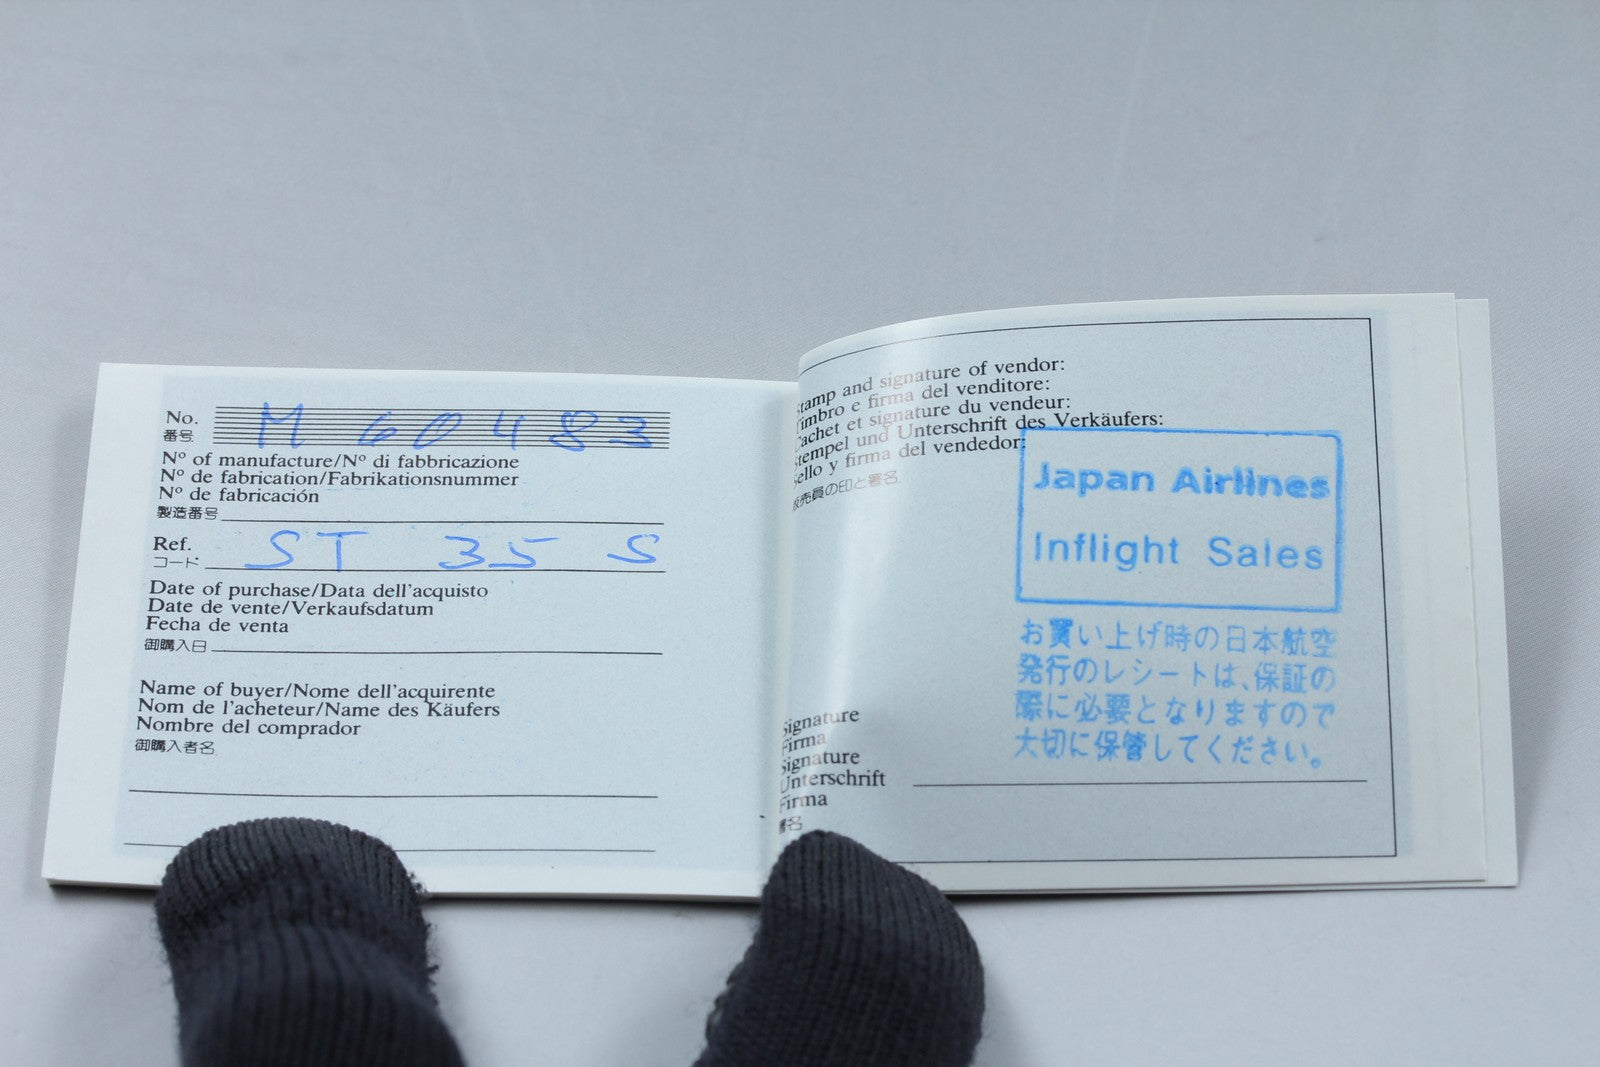 No. M 60483
番号
Nº of manufacture/Nº di fabbricazione
Nº de fabrication/Fabrikationsnummer
Nº de fabricación
製造番号
Ref. ST 35 S
コード
Date of purchase/Data dell'acquisto
Date de vente/Verkaufsdatum
Fecha de venta
御購入日
Name of buyer/Nome dell'acquirente
Nom de l'acheteur/Name des Käufers
Nombre del comprador
御購入者名
Stamp and signature of vendor:
Timbro e firma del venditore:
Cachet et signature du vendeur:
Stempel und Unterschrift des Verkäufers:
Sello y firma del vendedor:
販売員の印と署名
Japan Airlines
Inflight Sales
お買い上げ時の日本航空
発行のレシートは、保証の
際に必要となりますので
大切に保管してください。
Signature
Firma
Signature
Unterschrift
Firma
署名